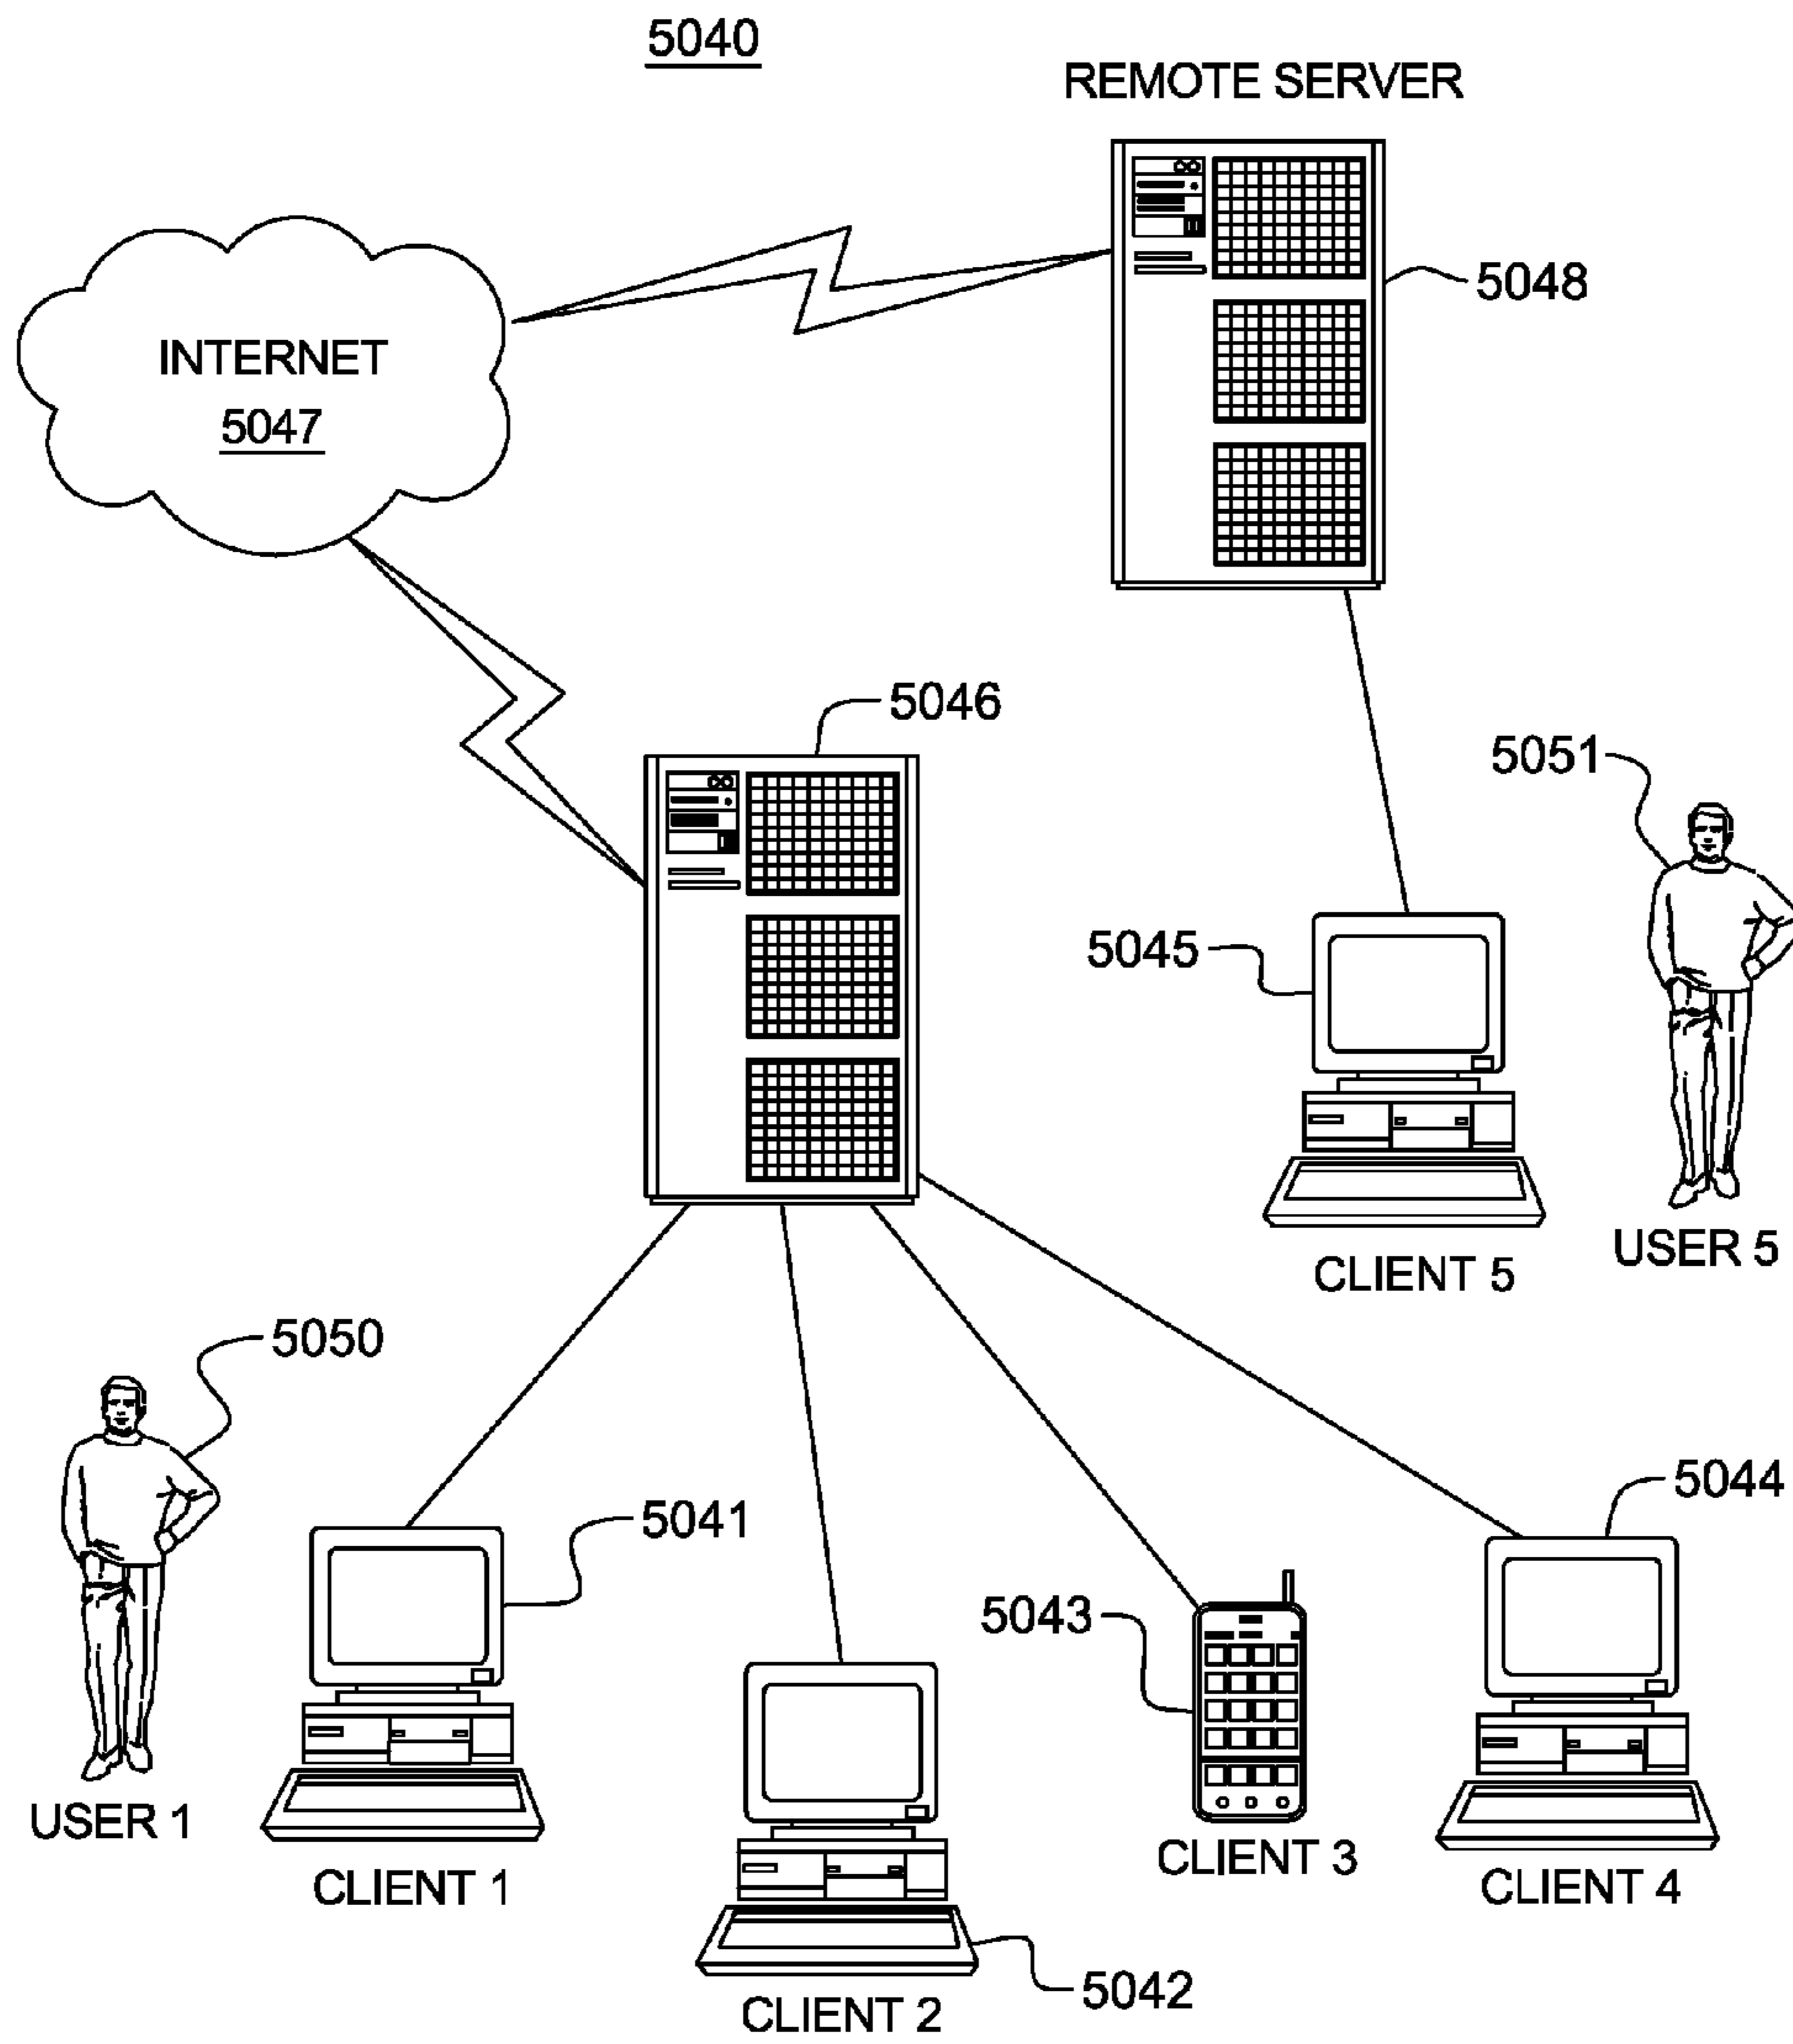 5040
REMOTE SERVER
5048
INTERNET
5047
5046
5051
5045
CLIENT 5
USER 5
5050
5041
5044
5043
USER 1
CLIENT 1
CLIENT 3
CLIENT 4
5042
CLIENT 2